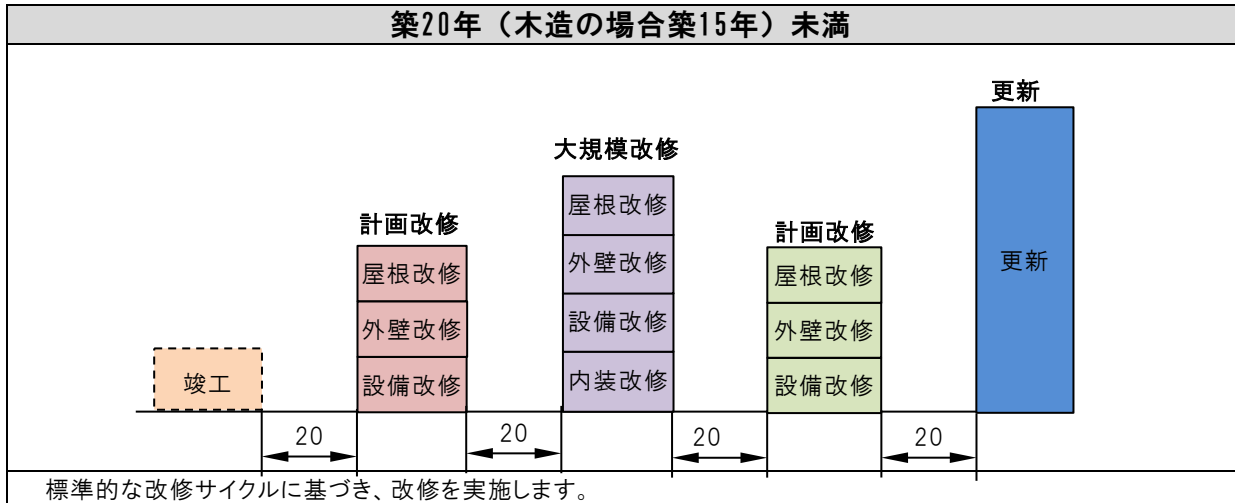 築20年（木造の場合築15年）未満
更新
大規模改修
計画改修
計画改修
屋根改修
外壁改修
設備改修
内装改修
屋根改修
外壁改修
設備改修
屋根改修
外壁改修
設備改修
更新
竣工
20
20
20
20
標準的な改修サイクルに基づき、改修を実施します。